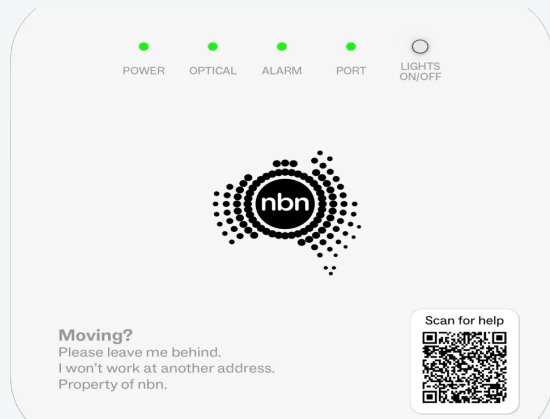 POWER
OPTICAL
ALARM
PORT
LIGHTS
ON/OFF
nbn
Moving?
Please leave me behind.
I won't work at another address.
Property of nbn.
Scan for help